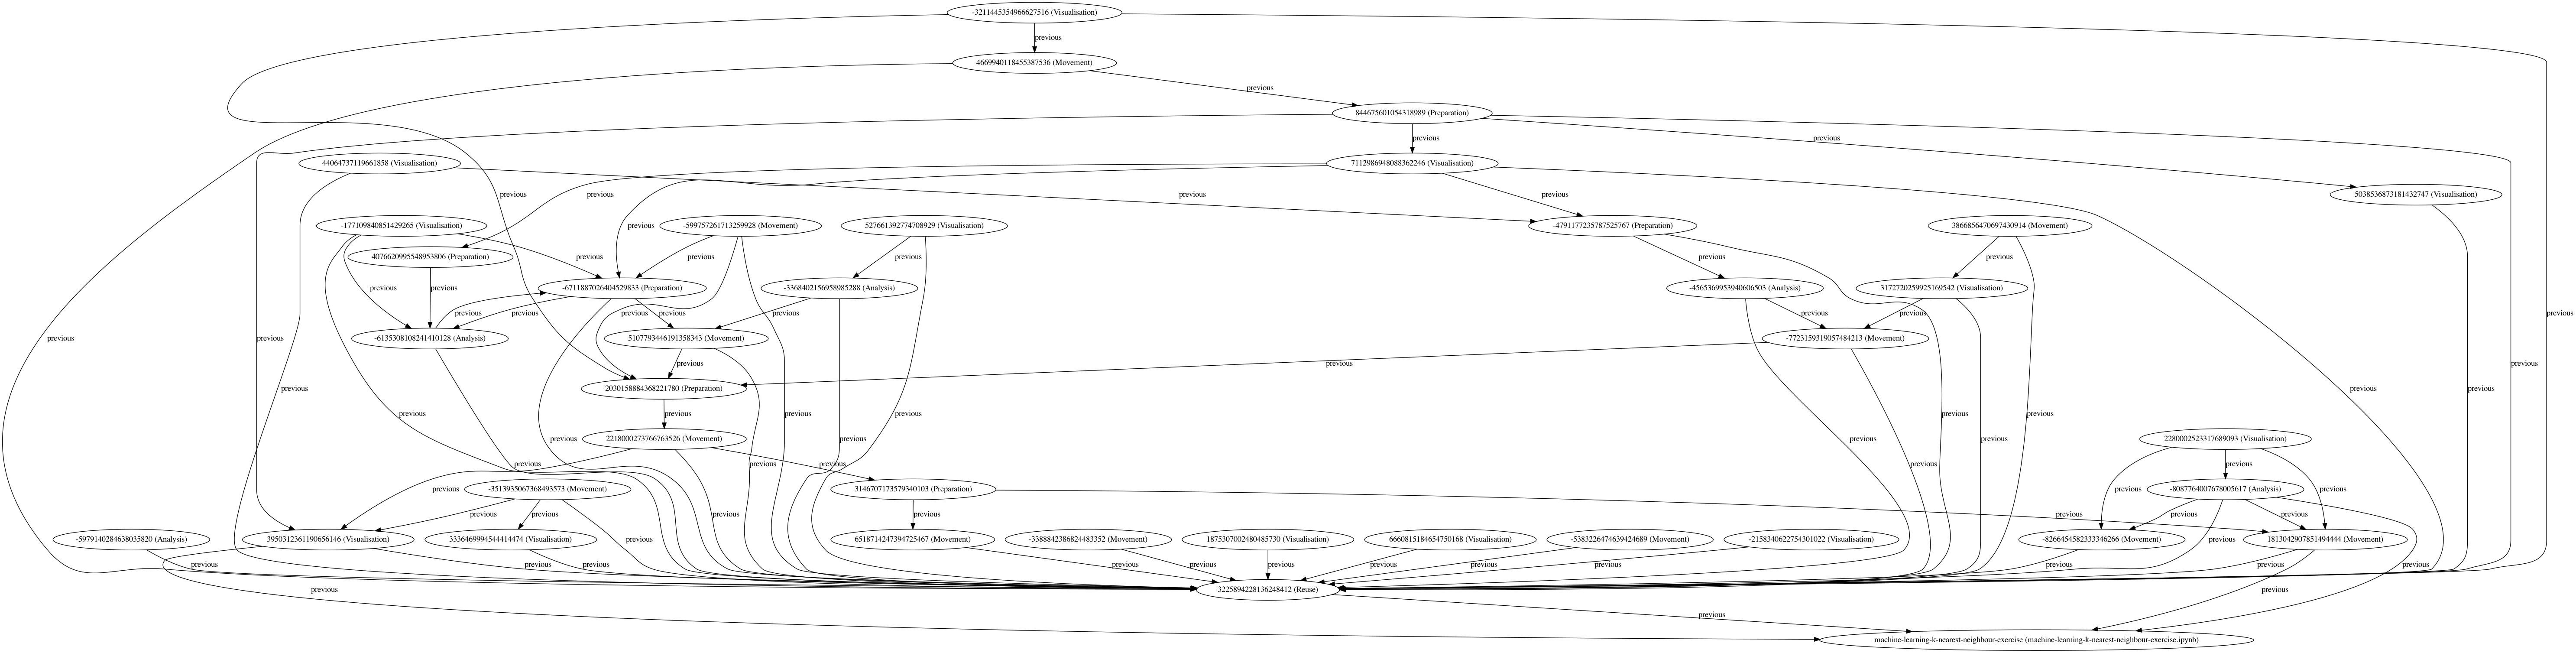 -3211445354966627516 (Visualisation)
previous
4669940118455387536 (Movement)
previous
844675601054318989 (Preparation)
previous
previous
44064737119661858 (Visualisation)
7112986948088362246 (Visualisation)
previous
previous
previous
previous
5038536873181432747 (Visualisation)
-177109840851429265 (Visualisation)
-599757261713259928 (Movement)
527661392774708929 (Visualisation)
-4791177235787525767 (Preparation)
3866856470697430914 (Movement)
previous
4076620995548953806 (Preparation)
previous
previous
previous
previous
previous
-6711887026404529833 (Preparation)
-3368402156958985288 (Analysis)
-4565369953940606503 (Analysis)
3172720259925169542 (Visualisation)
previous
previous
previous
previous
previous
previous
previous
previous
previous
previous
previous
-6135308108241410128 (Analysis)
5107793446191358343 (Movement)
-7723159319057484213 (Movement)
previous
previous
previous
previous
previous
2030158884368221780 (Preparation)
previous
previous
previous
previous
previous
previous
previous
previous
previous
2218000273766763526 (Movement)
previous
previous
previous
2280002523317689093 (Visualisation)
previous
previous
previous
previous
previous
previous
-3513935067368493573 (Movement)
3146707173579340103 (Preparation)
previous
previous
-8087764007678005617 (Analysis)
previous
previous
previous
previous
previous
previous
previous
-5979140284638035820 (Analysis)
3950312361190656146 (Visualisation)
3336469994544414474 (Visualisation)
6518714247394725467 (Movement)
-3388842386824483352 (Movement)
1875307002480485730 (Visualisation)
6660815184654750168 (Visualisation)
-5383226474639424689 (Movement)
-2158340622754301022 (Visualisation)
-8266454582333346266 (Movement)
1813042907851494444 (Movement)
previous
previous
previous
previous
previous
previous
previous
previous
previous
previous
previous
previous
previous
3225894228136248412 (Reuse)
previous
previous
machine-learning-k-nearest-neighbour-exercise (machine-learning-k-nearest-neighbour-exercise.ipynb)